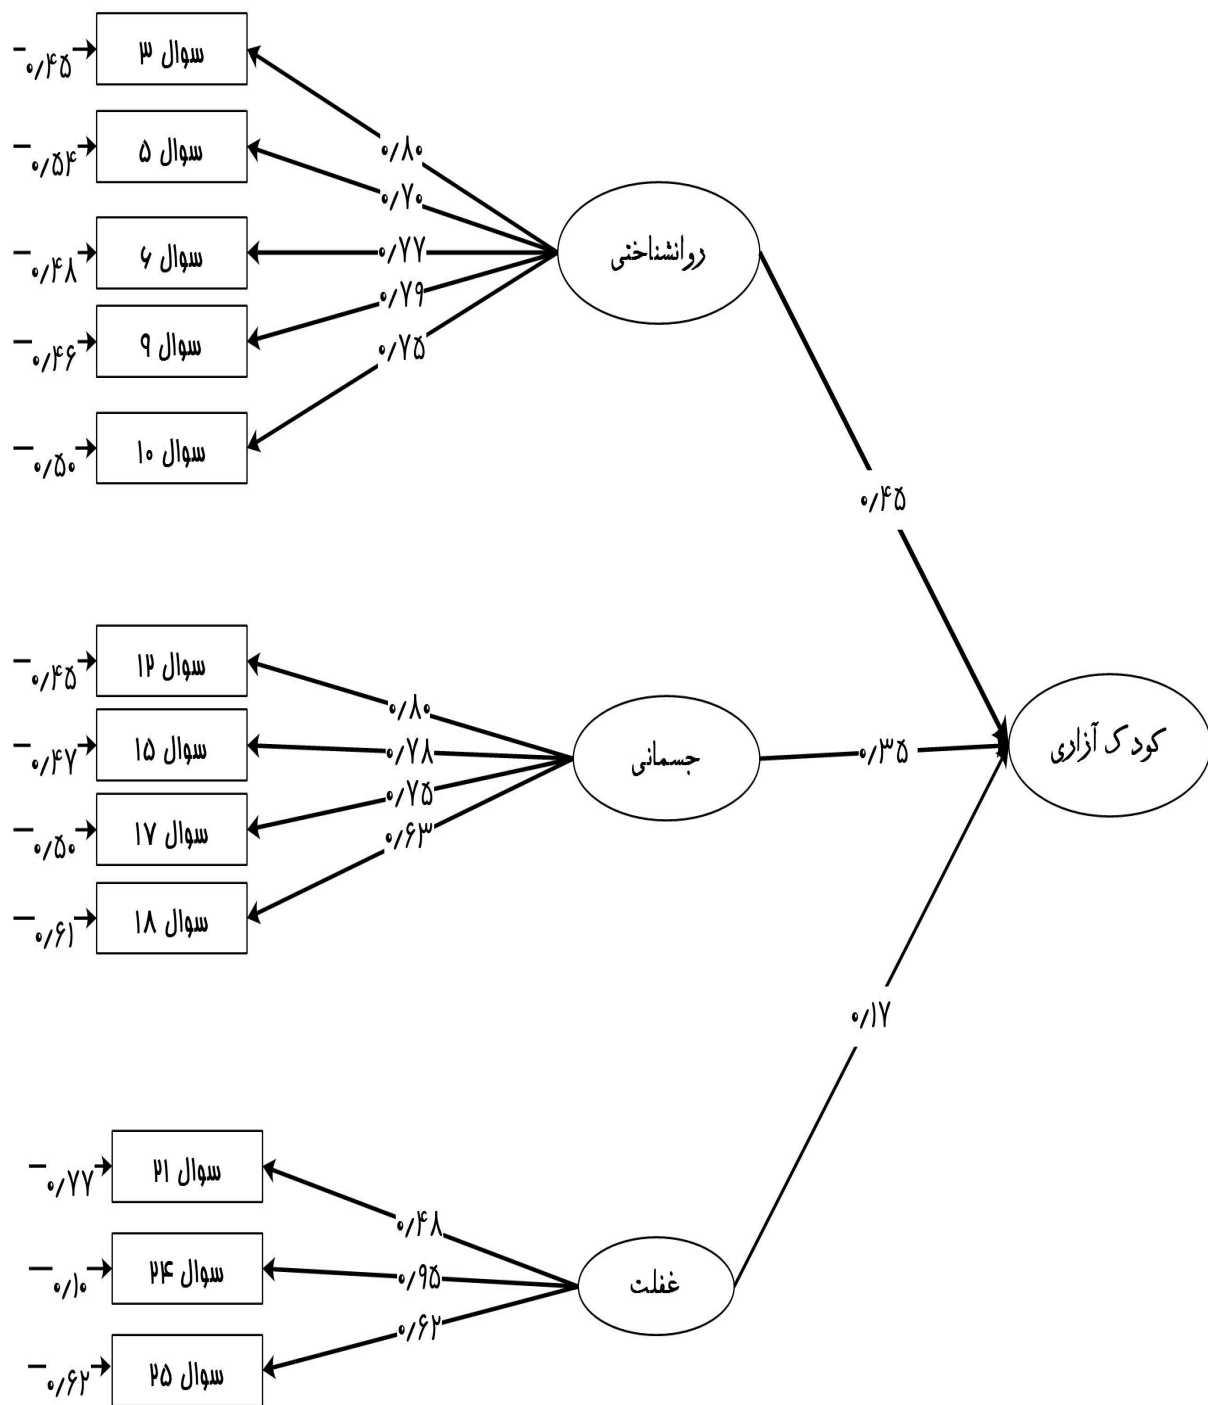 سوال ۳
۰/۴۵
۰/۸۰
سوال ۵
۰/۵۴
۰/۷۰
سوال ۶
۰/۴۸
۰/۷۷
سوال ۹
۰/۴۶
۰/۷۹
سوال ۱۰
۰/۵۰
۰/۷۵
روانشناختی
۰/۴۵
سوال ۱۲
۰/۴۵
۰/۸۰
سوال ۱۵
۰/۴۷
۰/۷۸
سوال ۱۷
۰/۵۰
۰/۷۵
سوال ۱۸
۰/۶۱
۰/۶۳
جسمانی
۰/۳۵
کودک آزاری
۰/۱۷
سوال ۲۱
۰/۷۷
۰/۴۸
سوال ۲۴
۰/۱۰
۰/۹۵
سوال ۲۵
۰/۶۲
۰/۶۲
غفلت